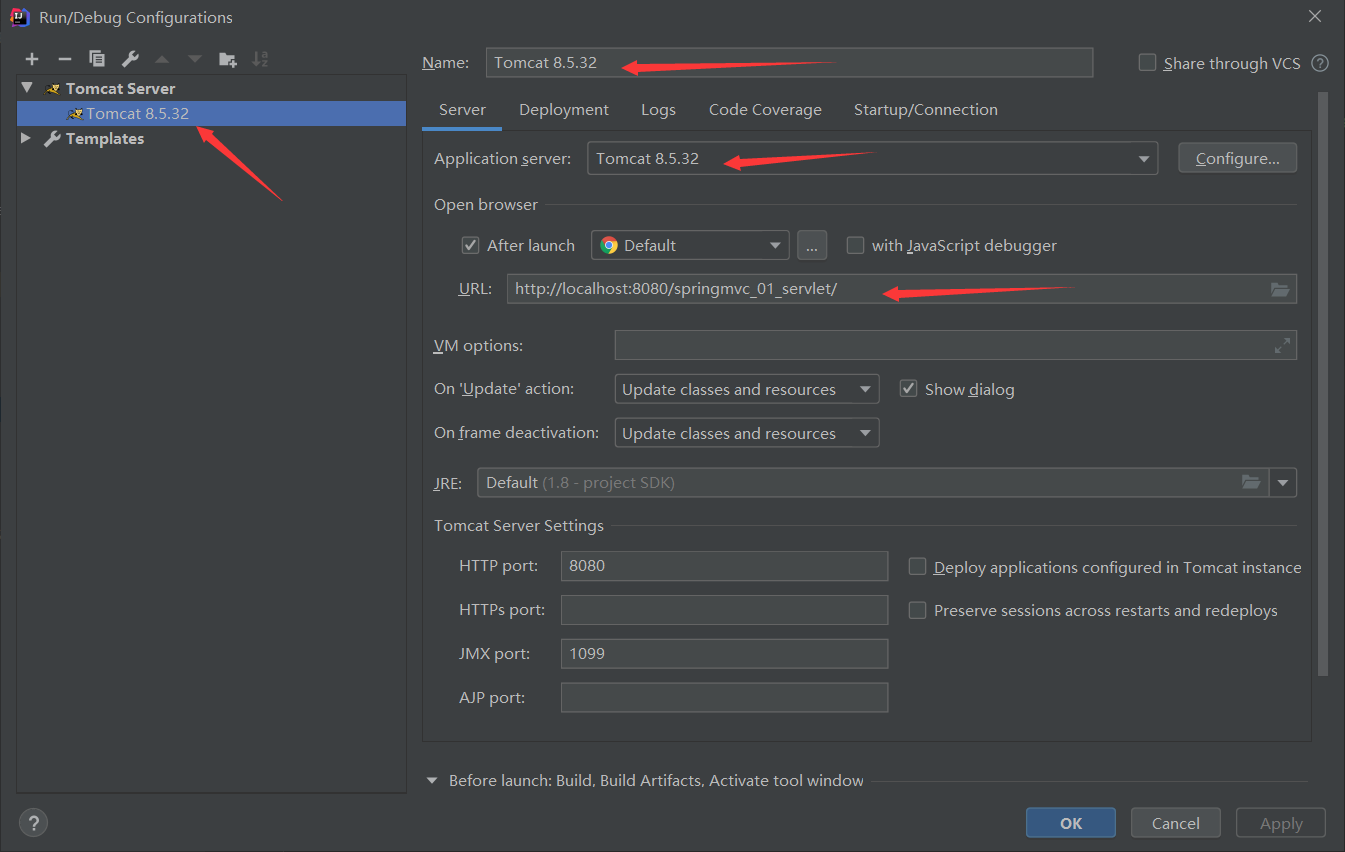 Run/Debug Configurations
Tomcat Server
Tomcat 8.5.32
Templates
Name: Tomcat 8.5.32
Share through VCS ?
Server Deployment Logs Code Coverage Startup/Connection
Application server: Tomcat 8.5.32 Configure...
Open browser
After launch Default ... with JavaScript debugger
URL: http://localhost:8080/springmvc_01_servlet/
VM options:
On 'Update' action: Update classes and resources Show dialog
On frame deactivation: Update classes and resources
JRE: Default (1.8 - project SDK)
Tomcat Server Settings
HTTP port: 8080 Deploy applications configured in Tomcat instance
HTTPs port: Preserve sessions across restarts and redeploys
JMX port: 1099
AJP port:
Before launch: Build, Build Artifacts, Activate tool window
? OK Cancel Apply